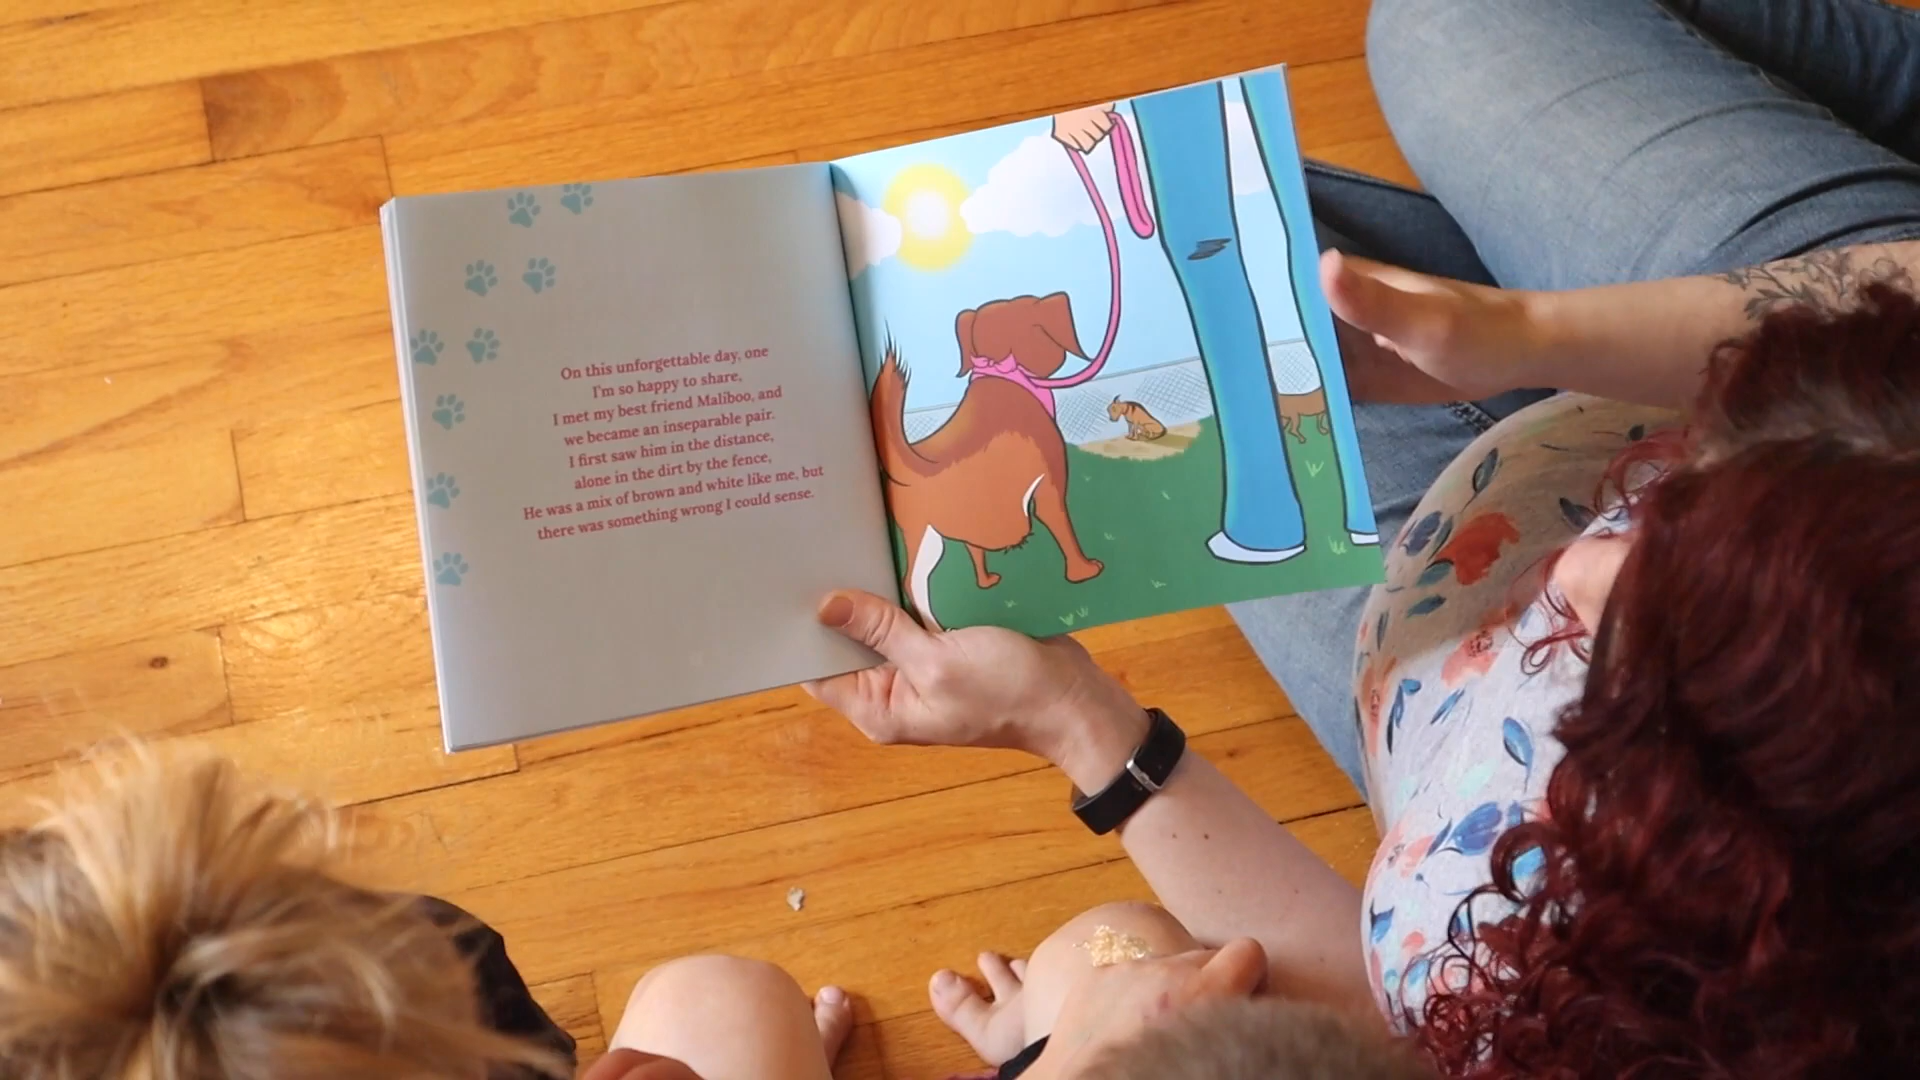 On this unforgettable day, one
I'm so happy to share,
I met my best friend Maliboo, and
we became an inseparable pair.
I first saw him in the distance,
alone in the dirt by the fence,
He was a mix of brown and white like me, but
there was something wrong I could sense.